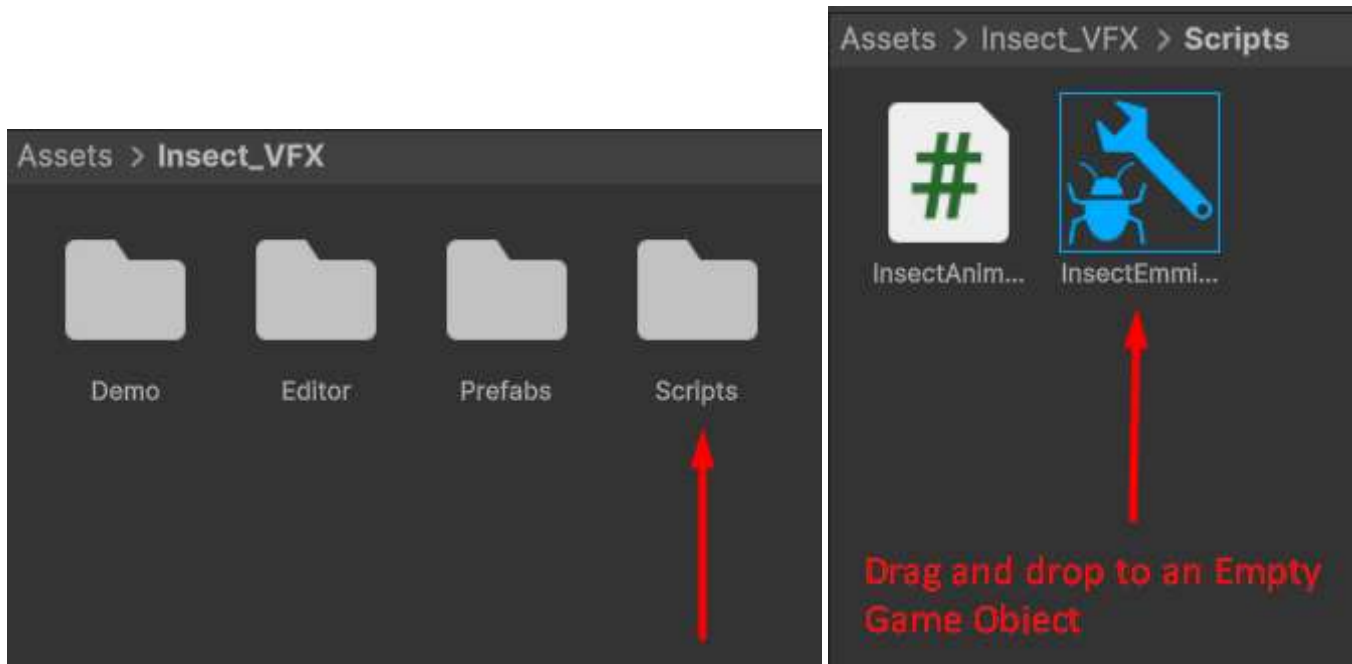 Assets > Insect_VFX
Demo
Editor
Prefabs
Scripts
Assets > Insect_VFX > Scripts
#
InsectAnim...
InsectEmmi...
Drag and drop to an Empty
Game Object